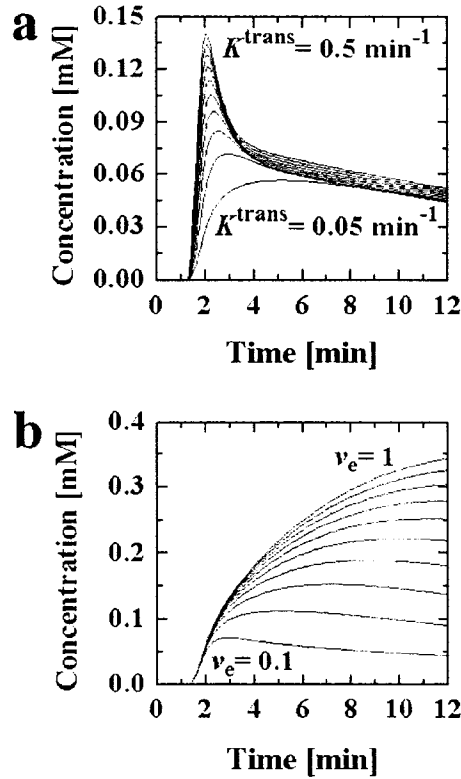 a
Concentration [mM]
0.15
0.12
0.09
0.06
0.03
0.00
K^trans = 0.5 min^-1
K^trans = 0.05 min^-1
0 2 4 6 8 10 12
Time [min]
b
Concentration [mM]
0.4
0.3
0.2
0.1
0.0
v_e = 1
v_e = 0.1
0 2 4 6 8 10 12
Time [min]